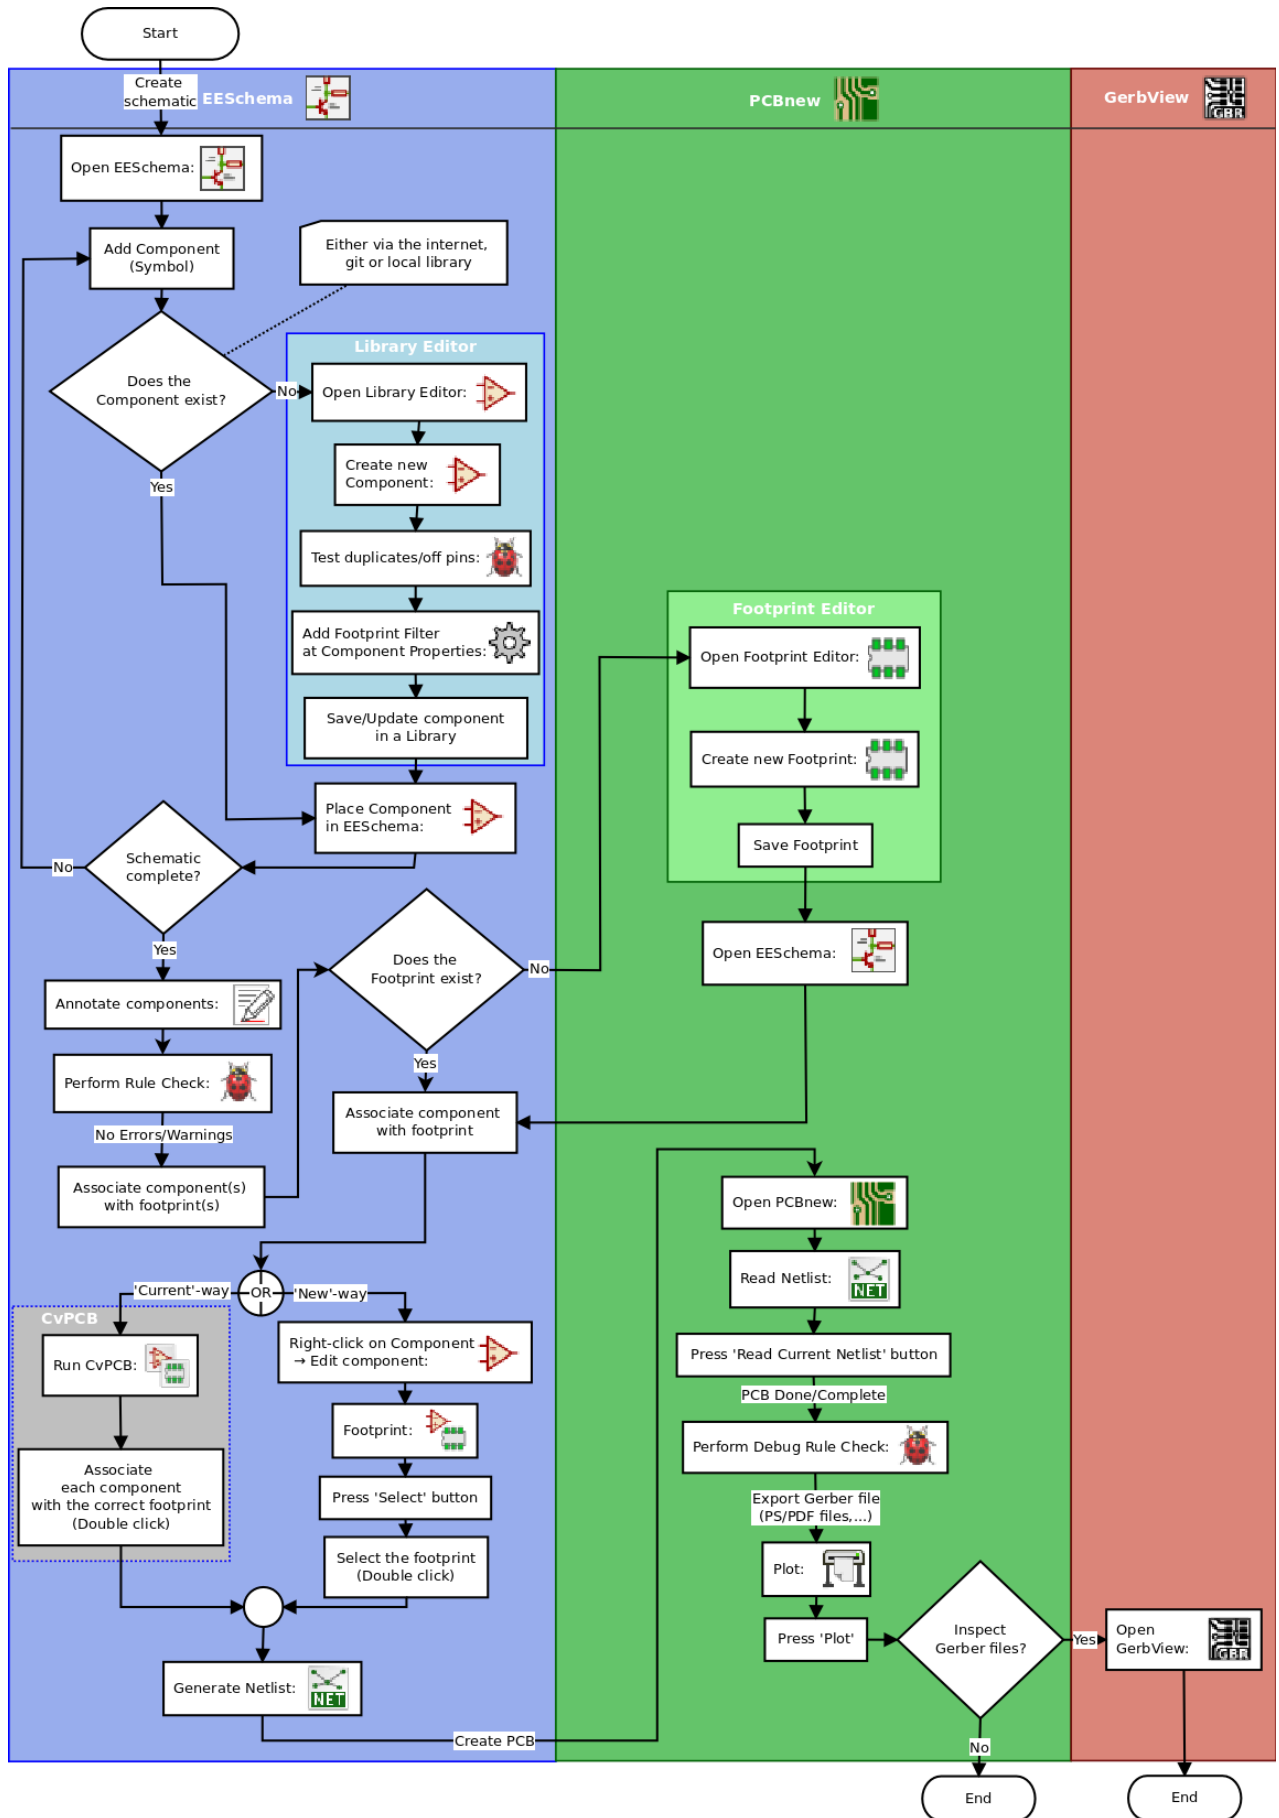 Start
Create
schematic
EESchema
PCBnew
GerbView
GBR
Open EESchema:
Add Component
(Symbol)
Either via the internet,
git or local library
Does the
Component exist?
No
Yes
Library Editor
Open Library Editor:
Create new
Component:
Test duplicates/off pins:
Add Footprint Filter
at Component Properties:
Save/Update component
in a Library
Place Component
in EESchema:
Schematic
complete?
No
Yes
Annotate components:
Perform Rule Check:
No Errors/Warnings
Associate component(s)
with footprint(s)
Does the
Footprint exist?
No
Yes
Footprint Editor
Open Footprint Editor:
Create new Footprint:
Save Footprint
Open EESchema:
Associate component
with footprint
OR
'Current'-way
'New'-way
CvPCB
Run CvPCB:
Associate
each component
with the correct footprint
(Double click)
Right-click on Component
→ Edit component:
Footprint:
Press 'Select' button
Select the footprint
(Double click)
Generate Netlist:
NET
Create PCB
Open PCBnew:
Read Netlist:
NET
Press 'Read Current Netlist' button
PCB Done/Complete
Perform Debug Rule Check:
Export Gerber file
(PS/PDF files,...)
Plot:
Press 'Plot'
Inspect
Gerber files?
Yes
No
Open
GerbView:
GBR
End
End